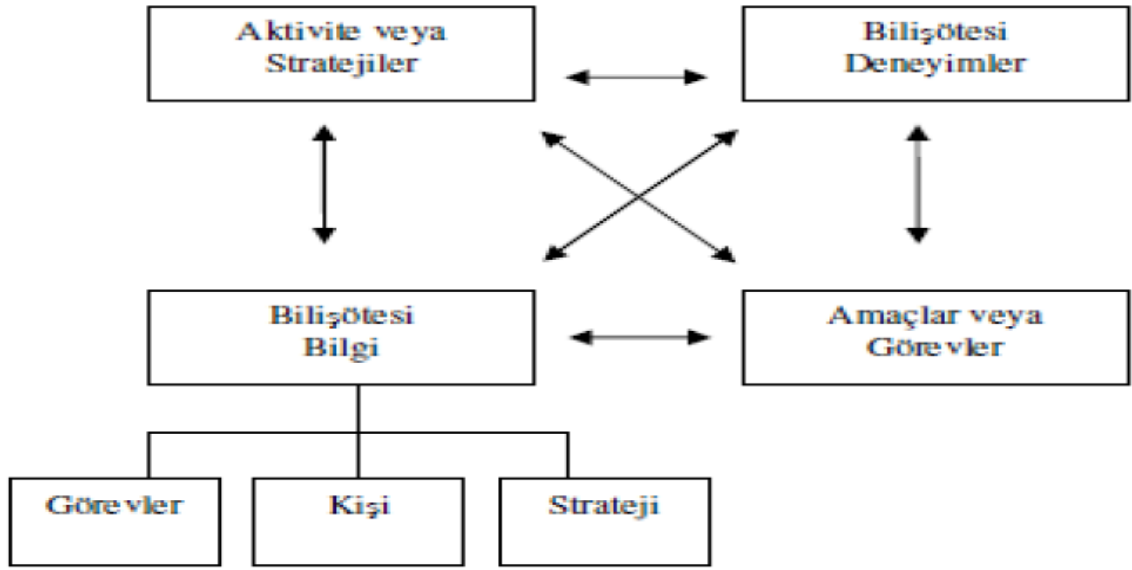 Aktivite veya
Stratejiler
Bilişötesi
Deneyimler
Bilişötesi
Bilgi
Amaçlar veya
Görevler
Görevler
Kişi
Strateji